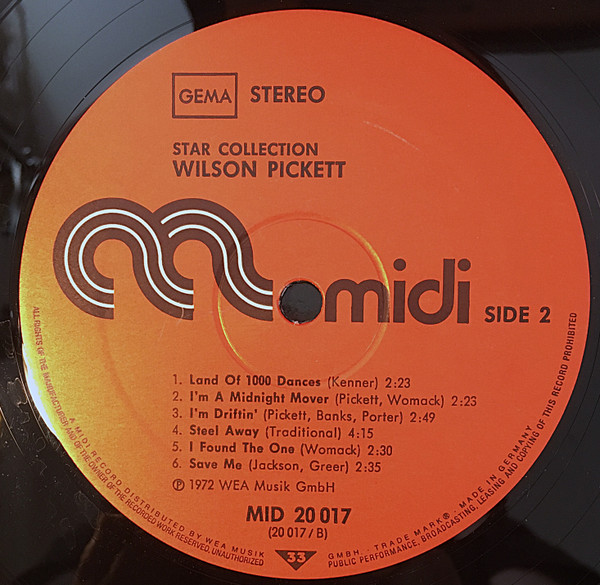 GEMA STEREO
STAR COLLECTION
WILSON PICKETT
midi SIDE 2
1. Land Of 1000 Dances (Kenner) 2:23
2. I'm A Midnight Mover (Pickett, Womack) 2:23
3. I'm Driftin' (Pickett, Banks, Porter) 2:49
4. Steel Away (Traditional) 4:15
5. I Found The One (Womack) 2:30
6. Save Me (Jackson, Greer) 2:35
℗ 1972 WEA Musik GmbH
MID 20 017
(20 017 / B)
33
ALL RIGHTS OF THE MANUFACTURER AND OF THE OWNER OF THE RECORDED WORK RESERVED. UNAUTHORIZED PUBLIC PERFORMANCE, BROADCASTING, LEASING AND COPYING OF THIS RECORD PROHIBITED
A MIDI RECORD DISTRIBUTED BY WEA MUSIK GMBH. · TRADE MARK ® · MADE IN GERMANY